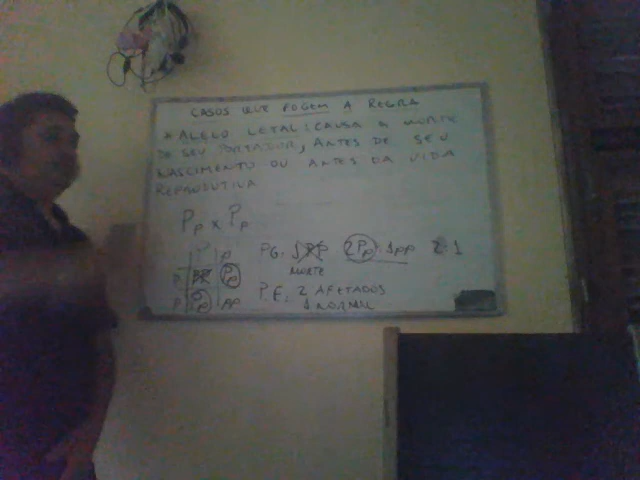 CASOS QUE FOGEM A REGRA
* ALELO LETAL: CAUSA A MORTE
DE SEU PORTADOR, ANTES DE SEU
NASCIMENTO OU ANTES DA VIDA
REPRODUTIVA
Pp x Pp
P p
P PP Pp
p Pp pp
PG: 1PP 2Pp : 1pp 2:1
MORTE
P.F: 2 AFETADOS
1 NORMAL